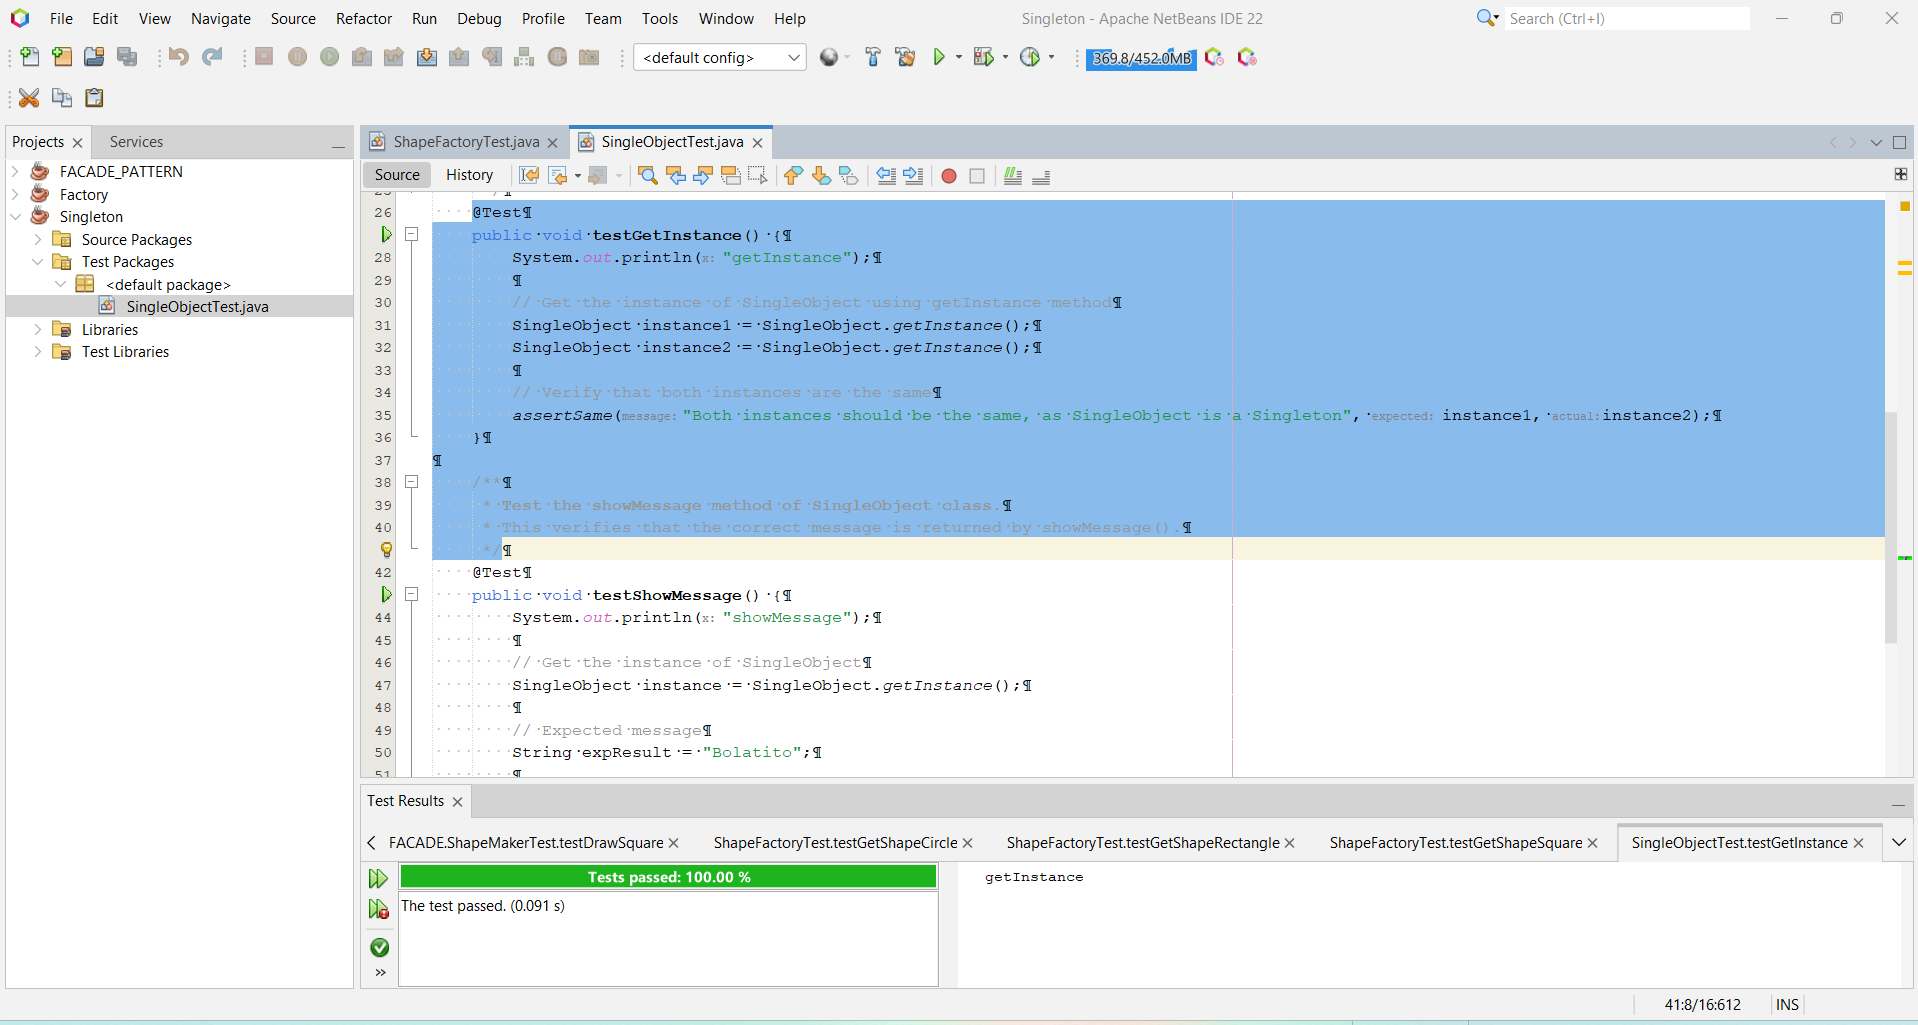 File Edit View Navigate Source Refactor Run Debug Profile Team Tools Window Help
Singleton - Apache NetBeans IDE 22
Search (Ctrl+I)
<default config>
369.8/452.0MB
Projects
Services
FACADE_PATTERN
Factory
Singleton
Source Packages
Test Packages
<default package>
SingleObjectTest.java
Libraries
Test Libraries
ShapeFactoryTest.java
SingleObjectTest.java
Source
History
26 @Test¶
public void testGetInstance() {¶
28 System.out.println(x: "getInstance");¶
29 ¶
30 // Get the instance of SingleObject using getInstance method¶
31 SingleObject instance1 = SingleObject.getInstance();¶
32 SingleObject instance2 = SingleObject.getInstance();¶
33 ¶
34 // Verify that both instances are the same¶
35 assertSame(message: "Both instances should be the same, as SingleObject is a Singleton", expected: instance1, actual: instance2);¶
36 }¶
37 ¶
38 /**¶
39 * Test the showMessage method of SingleObject class.¶
40 * This verifies that the correct message is returned by showMessage().¶
*/¶
42 @Test¶
public void testShowMessage() {¶
44 System.out.println(x: "showMessage");¶
45 ¶
46 // Get the instance of SingleObject¶
47 SingleObject instance = SingleObject.getInstance();¶
48 ¶
49 // Expected message¶
50 String expResult = "Bolatito";¶
51 ¶
Test Results
FACADE.ShapeMakerTest.testDrawSquare
ShapeFactoryTest.testGetShapeCircle
ShapeFactoryTest.testGetShapeRectangle
ShapeFactoryTest.testGetShapeSquare
SingleObjectTest.testGetInstance
Tests passed: 100.00 %
The test passed. (0.091 s)
getInstance
41:8/16:612
INS